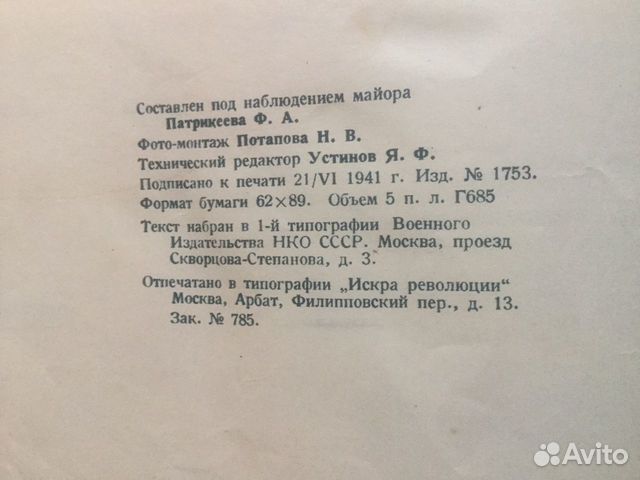 Составлен под наблюдением майора
Патрикеева Ф. А.
Фото-монтаж Потапова Н. В.
Технический редактор Устинов Я. Ф.
Подписано к печати 21/VI 1941 г. Изд. № 1753.
Формат бумаги 62×89. Объем 5 п. л. Г685
Текст набран в 1-й типографии Военного
Издательства НКО СССР. Москва, проезд
Скворцова-Степанова, д. 3.
Отпечатано в типографии „Искра революции“
Москва, Арбат, Филипповский пер., д. 13.
Зак. № 785.
Avito